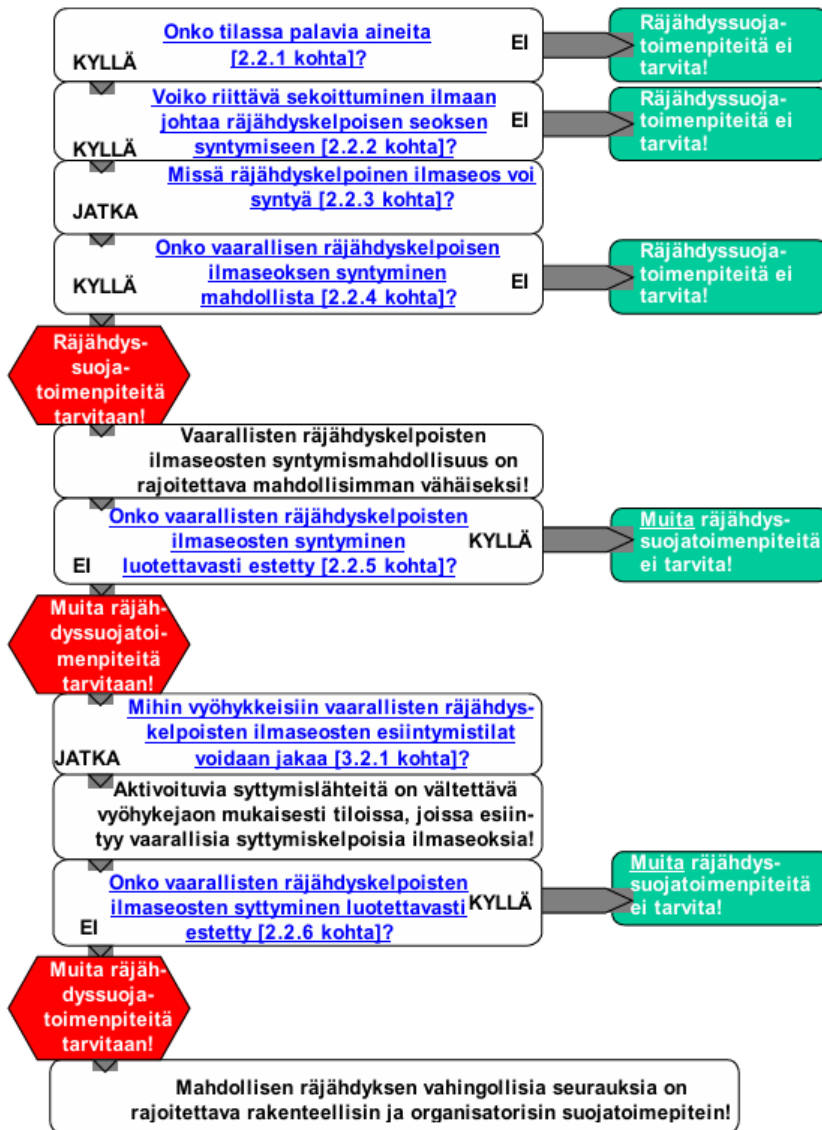 Onko tilassa palavia aineita
[2.2.1 kohta]?
KYLLÄ
EI
Räjähdyssuoja-
toimenpiteitä ei
tarvita!
Voiko riittävä sekoittuminen ilmaan
johtaa räjähdyskelpoisen seoksen
syntymiseen [2.2.2 kohta]?
KYLLÄ
EI
Räjähdyssuoja-
toimenpiteitä ei
tarvita!
Missä räjähdyskelpoinen ilmaseos voi
syntyä [2.2.3 kohta]?
JATKA
Onko vaarallisen räjähdyskelpoisen
ilmaseoksen syntyminen
mahdollista [2.2.4 kohta]?
KYLLÄ
EI
Räjähdyssuoja-
toimenpiteitä ei
tarvita!
Räjähdys-
suoja-
toimenpiteitä
tarvitaan!
Vaarallisten räjähdyskelpoisten
ilmaseosten syntymismahdollisuus on
rajoitettava mahdollisimman vähäiseksi!
Onko vaarallisten räjähdyskelpoisten
ilmaseosten syntyminen
luotettavasti estetty [2.2.5 kohta]?
EI
KYLLÄ
Muita räjähdys-
suojatoimenpiteitä
ei tarvita!
Muita räjäh-
dyssuojatoi-
menpiteitä
tarvitaan!
Mihin vyöhykkeisiin vaarallisten räjähdys-
kelpoisten ilmaseosten esiintymistilat
voidaan jakaa [3.2.1 kohta]?
JATKA
Aktivoituvia syttymislähteitä on vältettävä
vyöhykejaon mukaisesti tiloissa, joissa esiin-
tyy vaarallisia syttymiskelpoisia ilmaseoksia!
Onko vaarallisten räjähdyskelpoisten
ilmaseosten syttyminen luotettavasti
estetty [2.2.6 kohta]?
EI
KYLLÄ
Muita räjähdys-
suojatoimenpiteitä
ei tarvita!
Muita räjäh-
dyssuoja-
toimenpiteitä
tarvitaan!
Mahdollisen räjähdyksen vahingollisia seurauksia on
rajoitettava rakenteellisin ja organisatorisin suojatoimepitein!